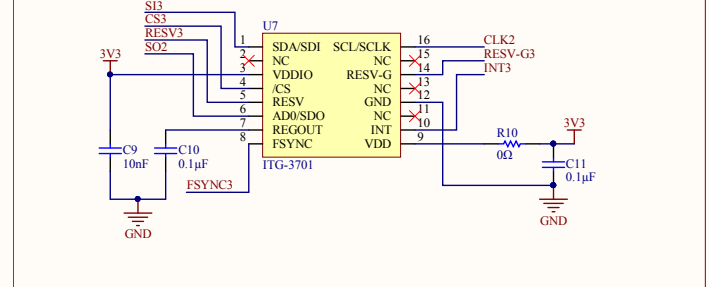 SI3
CS3
RESV3
SO2
3V3
U7
1 SDA/SDI SCL/SCLK 16 CLK2
2 NC NC 15 RESV-G3
3 VDDIO RESV-G 14 INT3
4 /CS NC 13
5 RESV GND 12
6 AD0/SDO NC 11
7 REGOUT INT 10
8 FSYNC VDD 9
ITG-3701
C9
10nF
C10
0.1µF
FSYNC3
GND
R10
0Ω
3V3
C11
0.1µF
GND